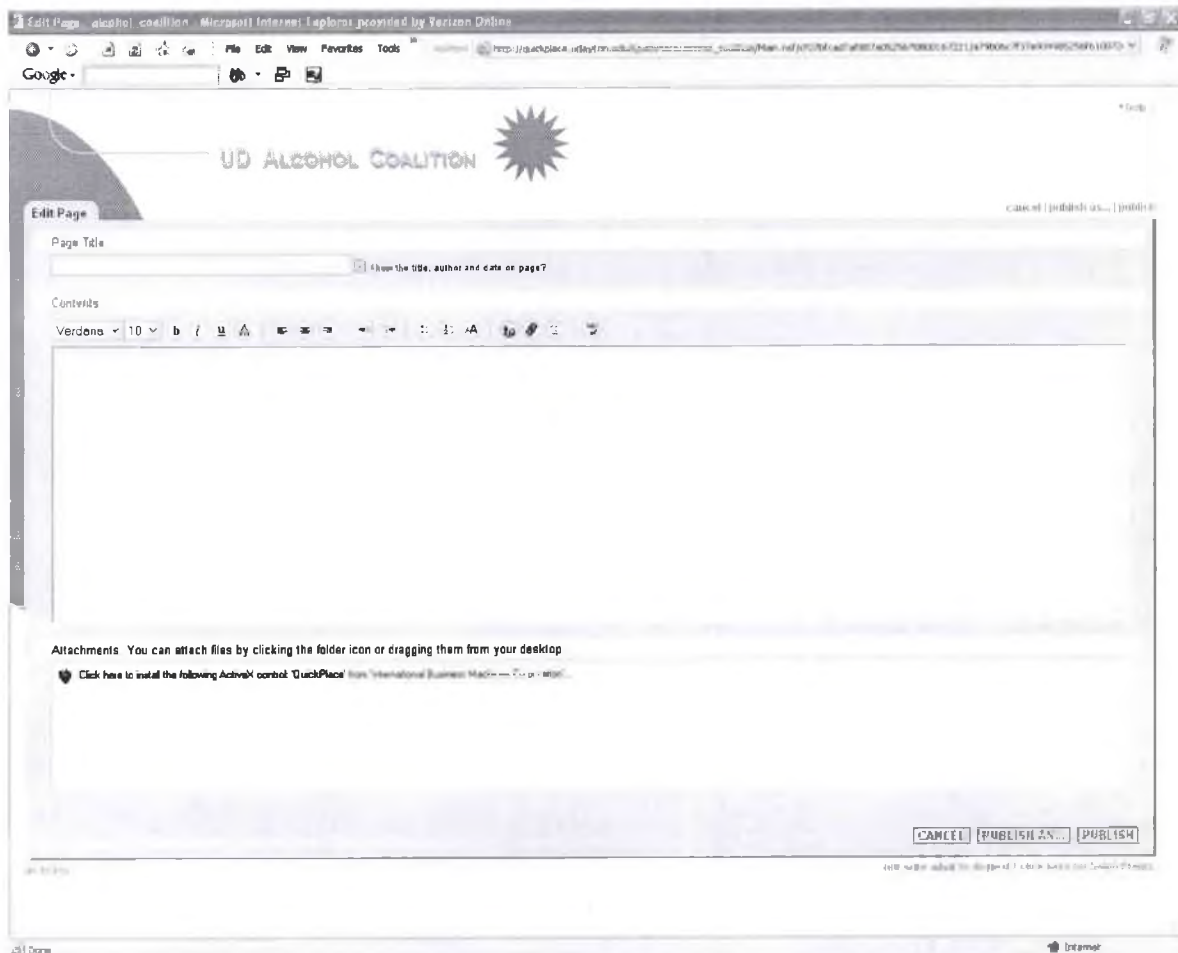 Edit Page alcohol coalition - Microsoft Internet Explorer provided by Verizon Online
File Edit View Favorites Tools
Google
UD ALCOHOL COALITION
cancel | publish as... | publish
Edit Page
Page Title
Show the title, author and date on page?
Contents
Verdana 10 b i u A
Attachments You can attach files by clicking the folder icon or dragging them from your desktop
Click here to install the following ActiveX control: 'QuickPlace' from 'International Business
CANCEL PUBLISH AS... PUBLISH
Done Internet